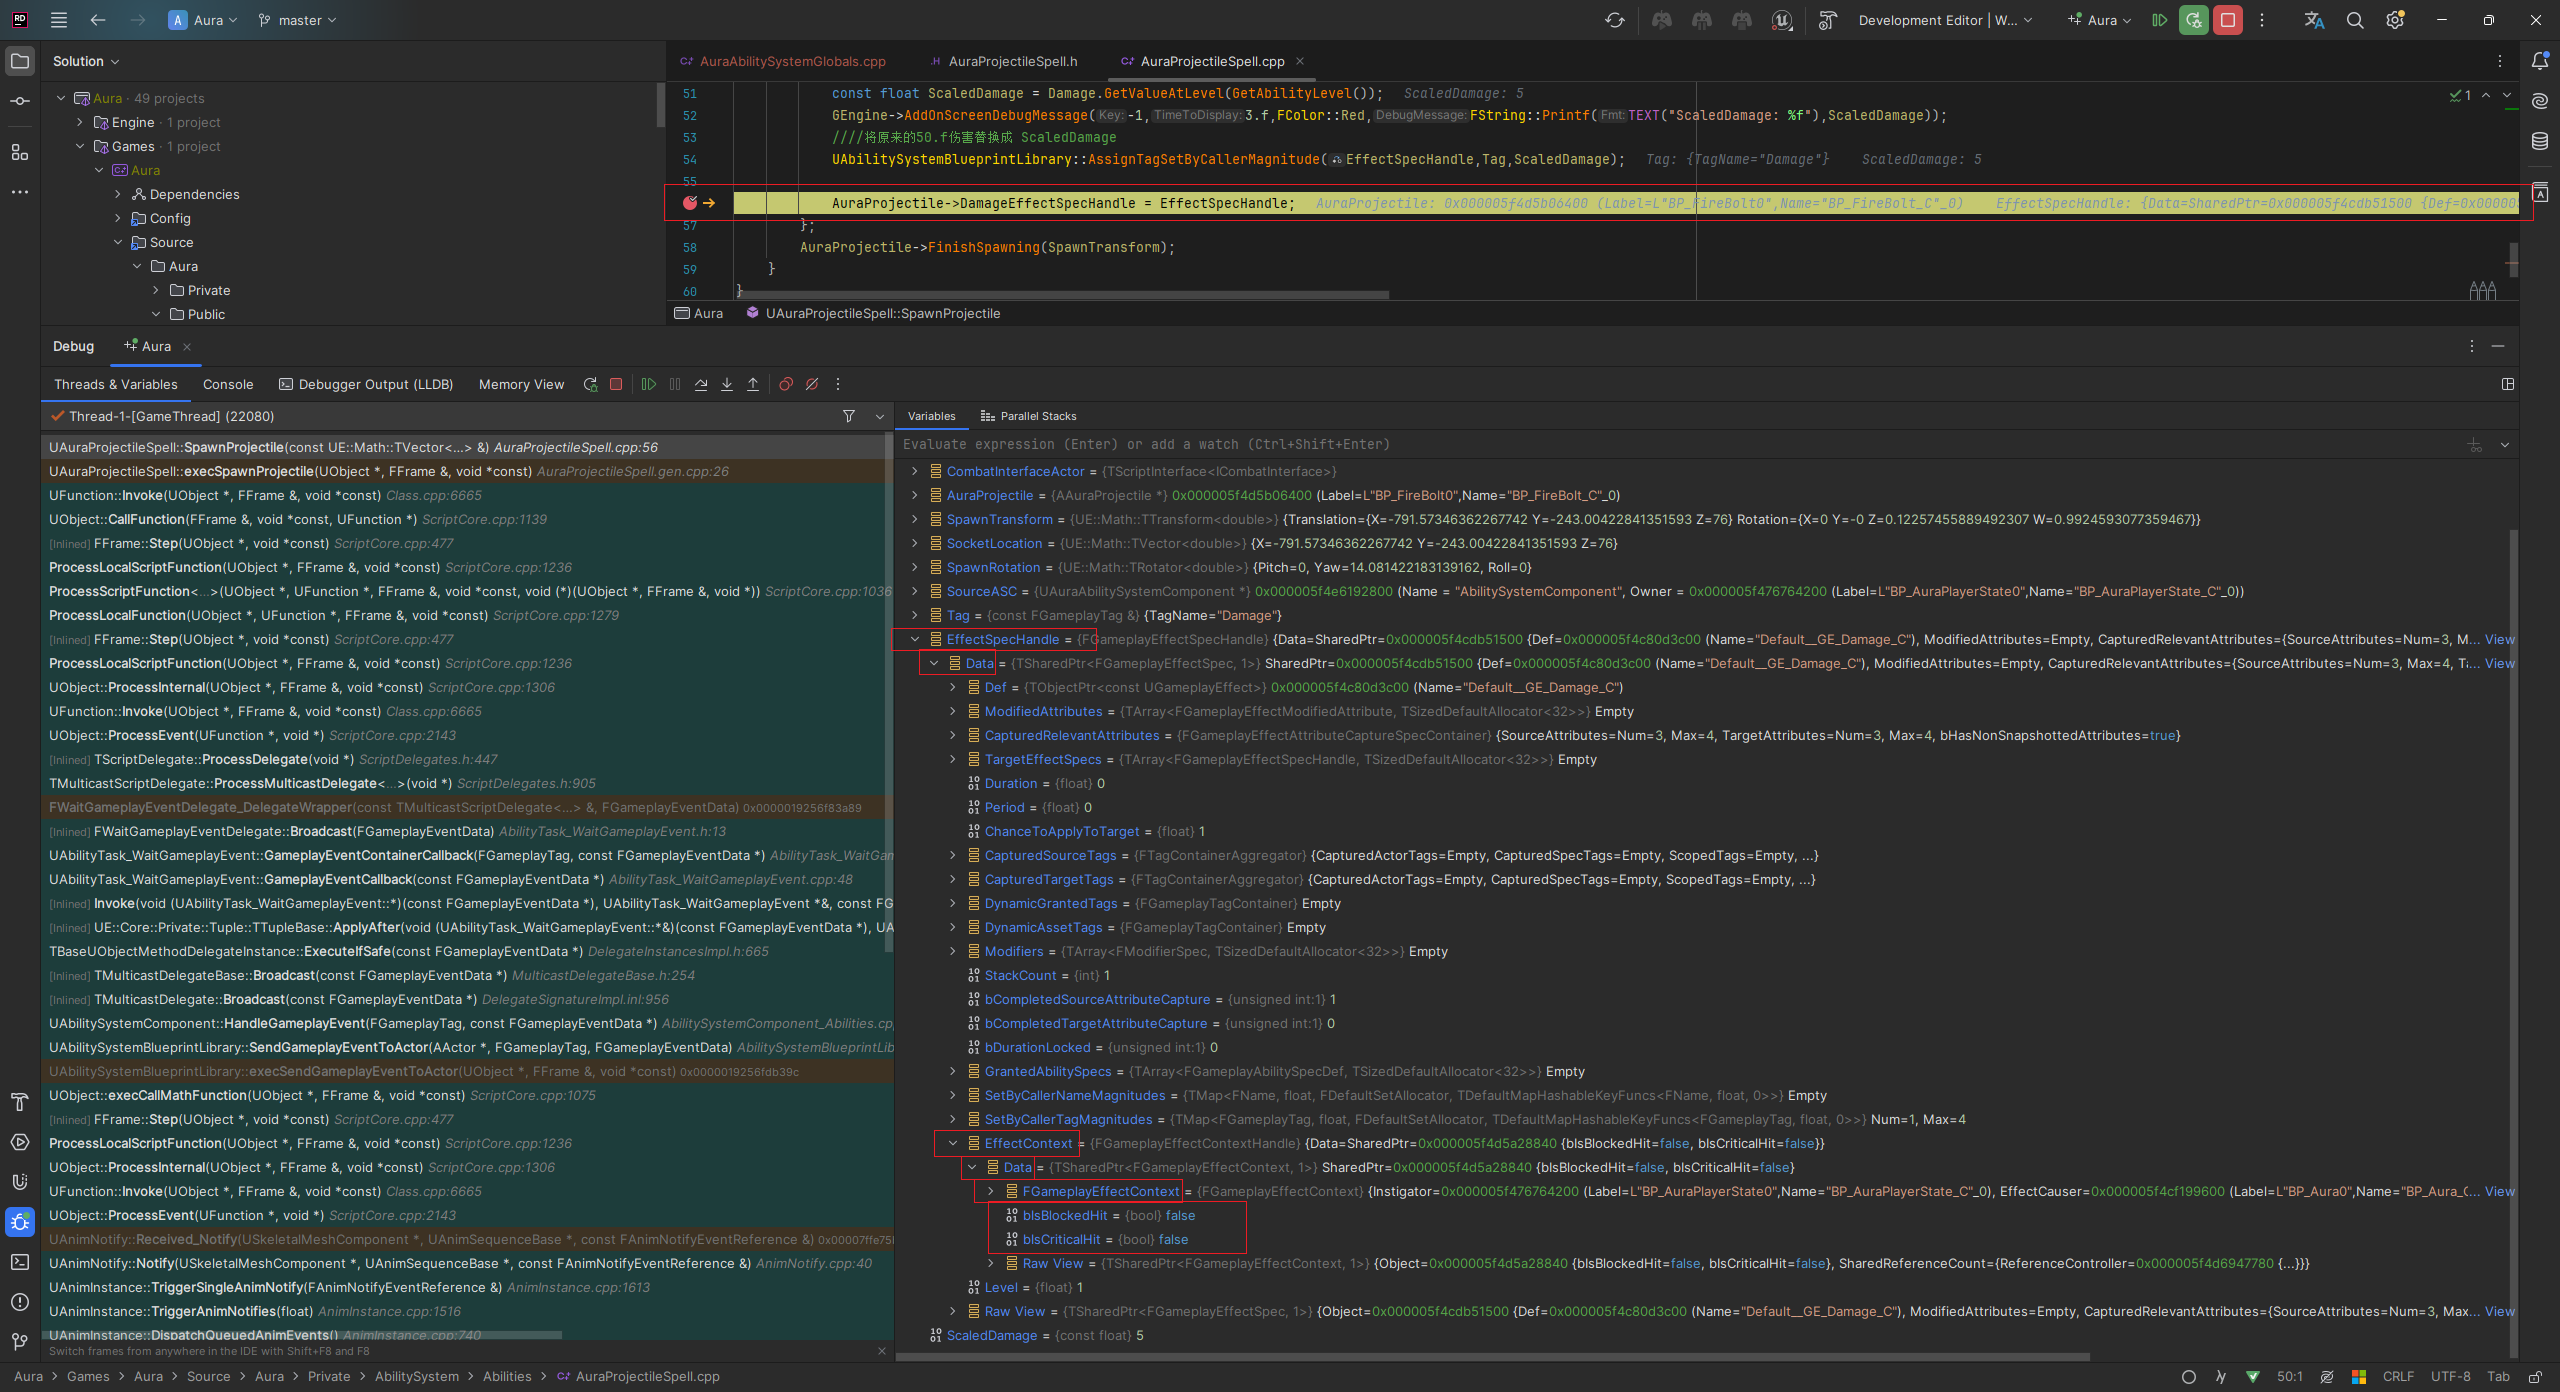 Aura
master
Development Editor | W...
Aura
Solution
AuraAbilitySystemGlobals.cpp
AuraProjectileSpell.h
AuraProjectileSpell.cpp
Aura · 49 projects
Engine · 1 project
Games · 1 project
Aura
Dependencies
Config
Source
Aura
Private
Public
51 const float ScaledDamage = Damage.GetValueAtLevel(GetAbilityLevel()); ScaledDamage: 5
52 GEngine->AddOnScreenDebugMessage(Key:-1,TimeToDisplay:3.f,FColor::Red,DebugMessage:FString::Printf(Fmt:TEXT("ScaledDamage: %f"),ScaledDamage));
53 ////将原来的50.f伤害替换成 ScaledDamage
54 UAbilitySystemBlueprintLibrary::AssignTagSetByCallerMagnitude(EffectSpecHandle,Tag,ScaledDamage); Tag: {TagName="Damage"} ScaledDamage: 5
55
AuraProjectile->DamageEffectSpecHandle = EffectSpecHandle; AuraProjectile: 0x000005f4d5b06400 (Label=L"BP_FireBolt0",Name="BP_FireBolt_C"_0) EffectSpecHandle: {Data=SharedPtr=0x000005f4cdb51500 {Def=0x00000
57 };
58 AuraProjectile->FinishSpawning(SpawnTransform);
59 }
60 }
1
Aura UAuraProjectileSpell::SpawnProjectile
Debug Aura
Threads & Variables Console Debugger Output (LLDB) Memory View
Thread-1-[GameThread] (22080)
UAuraProjectileSpell::SpawnProjectile(const UE::Math::TVector<...> &) AuraProjectileSpell.cpp:56
UAuraProjectileSpell::execSpawnProjectile(UObject *, FFrame &, void *const) AuraProjectileSpell.gen.cpp:26
UFunction::Invoke(UObject *, FFrame &, void *const) Class.cpp:6665
UObject::CallFunction(FFrame &, void *const, UFunction *) ScriptCore.cpp:1139
[Inlined] FFrame::Step(UObject *, void *const) ScriptCore.cpp:477
ProcessLocalScriptFunction(UObject *, FFrame &, void *const) ScriptCore.cpp:1236
ProcessScriptFunction<...>(UObject *, UFunction *, FFrame &, void *const, void (*)(UObject *, FFrame &, void *)) ScriptCore.cpp:1036
ProcessLocalFunction(UObject *, UFunction *, FFrame &, void *const) ScriptCore.cpp:1279
[Inlined] FFrame::Step(UObject *, void *const) ScriptCore.cpp:477
ProcessLocalScriptFunction(UObject *, FFrame &, void *const) ScriptCore.cpp:1236
UObject::ProcessInternal(UObject *, FFrame &, void *const) ScriptCore.cpp:1306
UFunction::Invoke(UObject *, FFrame &, void *const) Class.cpp:6665
UObject::ProcessEvent(UFunction *, void *) ScriptCore.cpp:2143
[Inlined] TScriptDelegate::ProcessDelegate(void *) ScriptDelegates.h:447
TMulticastScriptDelegate::ProcessMulticastDelegate<...>(void *) ScriptDelegates.h:905
FWaitGameplayEventDelegate_DelegateWrapper(const TMulticastScriptDelegate<...> &, FGameplayEventData) 0x0000019256f83a89
[Inlined] FWaitGameplayEventDelegate::Broadcast(FGameplayEventData) AbilityTask_WaitGameplayEvent.h:13
UAbilityTask_WaitGameplayEvent::GameplayEventContainerCallback(FGameplayTag, const FGameplayEventData *) AbilityTask_WaitGam
UAbilityTask_WaitGameplayEvent::GameplayEventCallback(const FGameplayEventData *) AbilityTask_WaitGameplayEvent.cpp:48
[Inlined] Invoke(void (UAbilityTask_WaitGameplayEvent::*)(const FGameplayEventData *), UAbilityTask_WaitGameplayEvent *&, const FG
[Inlined] UE::Core::Private::Tuple::TTupleBase::ApplyAfter(void (UAbilityTask_WaitGameplayEvent::*&)(const FGameplayEventData *), UA
TBaseUObjectMethodDelegateInstance::ExecuteIfSafe(const FGameplayEventData *) DelegateInstancesImpl.h:665
[Inlined] TMulticastDelegateBase::Broadcast(const FGameplayEventData *) MulticastDelegateBase.h:254
[Inlined] TMulticastDelegate::Broadcast(const FGameplayEventData *) DelegateSignatureImpl.inl:956
UAbilitySystemComponent::HandleGameplayEvent(FGameplayTag, const FGameplayEventData *) AbilitySystemComponent_Abilities.cp
UAbilitySystemBlueprintLibrary::SendGameplayEventToActor(AActor *, FGameplayTag, FGameplayEventData) AbilitySystemBlueprintLib
UAbilitySystemBlueprintLibrary::execSendGameplayEventToActor(UObject *, FFrame &, void *const) 0x0000019256fdb39c
UObject::execCallMathFunction(UObject *, FFrame &, void *const) ScriptCore.cpp:1075
[Inlined] FFrame::Step(UObject *, void *const) ScriptCore.cpp:477
ProcessLocalScriptFunction(UObject *, FFrame &, void *const) ScriptCore.cpp:1236
UObject::ProcessInternal(UObject *, FFrame &, void *const) ScriptCore.cpp:1306
UFunction::Invoke(UObject *, FFrame &, void *const) Class.cpp:6665
UObject::ProcessEvent(UFunction *, void *) ScriptCore.cpp:2143
UAnimNotify::Received_Notify(USkeletalMeshComponent *, UAnimSequenceBase *, const FAnimNotifyEventReference &) 0x00007ffe75f
UAnimNotify::Notify(USkeletalMeshComponent *, UAnimSequenceBase *, const FAnimNotifyEventReference &) AnimNotify.cpp:40
UAnimInstance::TriggerSingleAnimNotify(FAnimNotifyEventReference &) AnimInstance.cpp:1613
UAnimInstance::TriggerAnimNotifies(float) AnimInstance.cpp:1516
UAnimInstance::DispatchQueuedAnimEvents() AnimInstance.cpp:740
Switch frames from anywhere in the IDE with Shift+F8 and F8
Variables Parallel Stacks
Evaluate expression (Enter) or add a watch (Ctrl+Shift+Enter)
CombatInterfaceActor = {TScriptInterface<ICombatInterface>}
AuraProjectile = {AAuraProjectile *} 0x000005f4d5b06400 (Label=L"BP_FireBolt0",Name="BP_FireBolt_C"_0)
SpawnTransform = {UE::Math::TTransform<double>} {Translation={X=-791.57346362267742 Y=-243.00422841351593 Z=76} Rotation={X=0 Y=-0 Z=0.12257455889492307 W=0.9924593077359467}}
SocketLocation = {UE::Math::TVector<double>} {X=-791.57346362267742 Y=-243.00422841351593 Z=76}
SpawnRotation = {UE::Math::TRotator<double>} {Pitch=0, Yaw=14.081422183139162, Roll=0}
SourceASC = {UAuraAbilitySystemComponent *} 0x000005f4e6192800 (Name = "AbilitySystemComponent", Owner = 0x000005f476764200 (Label=L"BP_AuraPlayerState0",Name="BP_AuraPlayerState_C"_0))
Tag = {const FGameplayTag &} {TagName="Damage"}
EffectSpecHandle = {FGameplayEffectSpecHandle} {Data=SharedPtr=0x000005f4cdb51500 {Def=0x000005f4c80d3c00 (Name="Default__GE_Damage_C"), ModifiedAttributes=Empty, CapturedRelevantAttributes={SourceAttributes=Num=3, M... View
Data = {TSharedPtr<FGameplayEffectSpec, 1>} SharedPtr=0x000005f4cdb51500 {Def=0x000005f4c80d3c00 (Name="Default__GE_Damage_C"), ModifiedAttributes=Empty, CapturedRelevantAttributes={SourceAttributes=Num=3, Max=4, Ta... View
Def = {TObjectPtr<const UGameplayEffect>} 0x000005f4c80d3c00 (Name="Default__GE_Damage_C")
ModifiedAttributes = {TArray<FGameplayEffectModifiedAttribute, TSizedDefaultAllocator<32>>} Empty
CapturedRelevantAttributes = {FGameplayEffectAttributeCaptureSpecContainer} {SourceAttributes=Num=3, Max=4, TargetAttributes=Num=3, Max=4, bHasNonSnapshottedAttributes=true}
TargetEffectSpecs = {TArray<FGameplayEffectSpecHandle, TSizedDefaultAllocator<32>>} Empty
Duration = {float} 0
Period = {float} 0
ChanceToApplyToTarget = {float} 1
CapturedSourceTags = {FTagContainerAggregator} {CapturedActorTags=Empty, CapturedSpecTags=Empty, ScopedTags=Empty, ...}
CapturedTargetTags = {FTagContainerAggregator} {CapturedActorTags=Empty, CapturedSpecTags=Empty, ScopedTags=Empty, ...}
DynamicGrantedTags = {FGameplayTagContainer} Empty
DynamicAssetTags = {FGameplayTagContainer} Empty
Modifiers = {TArray<FModifierSpec, TSizedDefaultAllocator<32>>} Empty
StackCount = {int} 1
bCompletedSourceAttributeCapture = {unsigned int:1} 1
bCompletedTargetAttributeCapture = {unsigned int:1} 0
bDurationLocked = {unsigned int:1} 0
GrantedAbilitySpecs = {TArray<FGameplayAbilitySpecDef, TSizedDefaultAllocator<32>>} Empty
SetByCallerNameMagnitudes = {TMap<FName, float, FDefaultSetAllocator, TDefaultMapHashableKeyFuncs<FName, float, 0>>} Empty
SetByCallerTagMagnitudes = {TMap<FGameplayTag, float, FDefaultSetAllocator, TDefaultMapHashableKeyFuncs<FGameplayTag, float, 0>>} Num=1, Max=4
EffectContext = {FGameplayEffectContextHandle} {Data=SharedPtr=0x000005f4d5a28840 {bIsBlockedHit=false, bIsCriticalHit=false}}
Data = {TSharedPtr<FGameplayEffectContext, 1>} SharedPtr=0x000005f4d5a28840 {bIsBlockedHit=false, bIsCriticalHit=false}
FGameplayEffectContext = {FGameplayEffectContext} {Instigator=0x000005f476764200 (Label=L"BP_AuraPlayerState0",Name="BP_AuraPlayerState_C"_0), EffectCauser=0x000005f4cf199600 (Label=L"BP_Aura0",Name="BP_Aura_C... View
bIsBlockedHit = {bool} false
bIsCriticalHit = {bool} false
Raw View = {TSharedPtr<FGameplayEffectContext, 1>} {Object=0x000005f4d5a28840 {bIsBlockedHit=false, bIsCriticalHit=false}, SharedReferenceCount={ReferenceController=0x000005f4d6947780 {...}}}
Level = {float} 1
Raw View = {TSharedPtr<FGameplayEffectSpec, 1>} {Object=0x000005f4cdb51500 {Def=0x000005f4c80d3c00 (Name="Default__GE_Damage_C"), ModifiedAttributes=Empty, CapturedRelevantAttributes={SourceAttributes=Num=3, Max... View
ScaledDamage = {const float} 5
Aura > Games > Aura > Source > Aura > Private > AbilitySystem > Abilities > AuraProjectileSpell.cpp
50:1 CRLF UTF-8 Tab